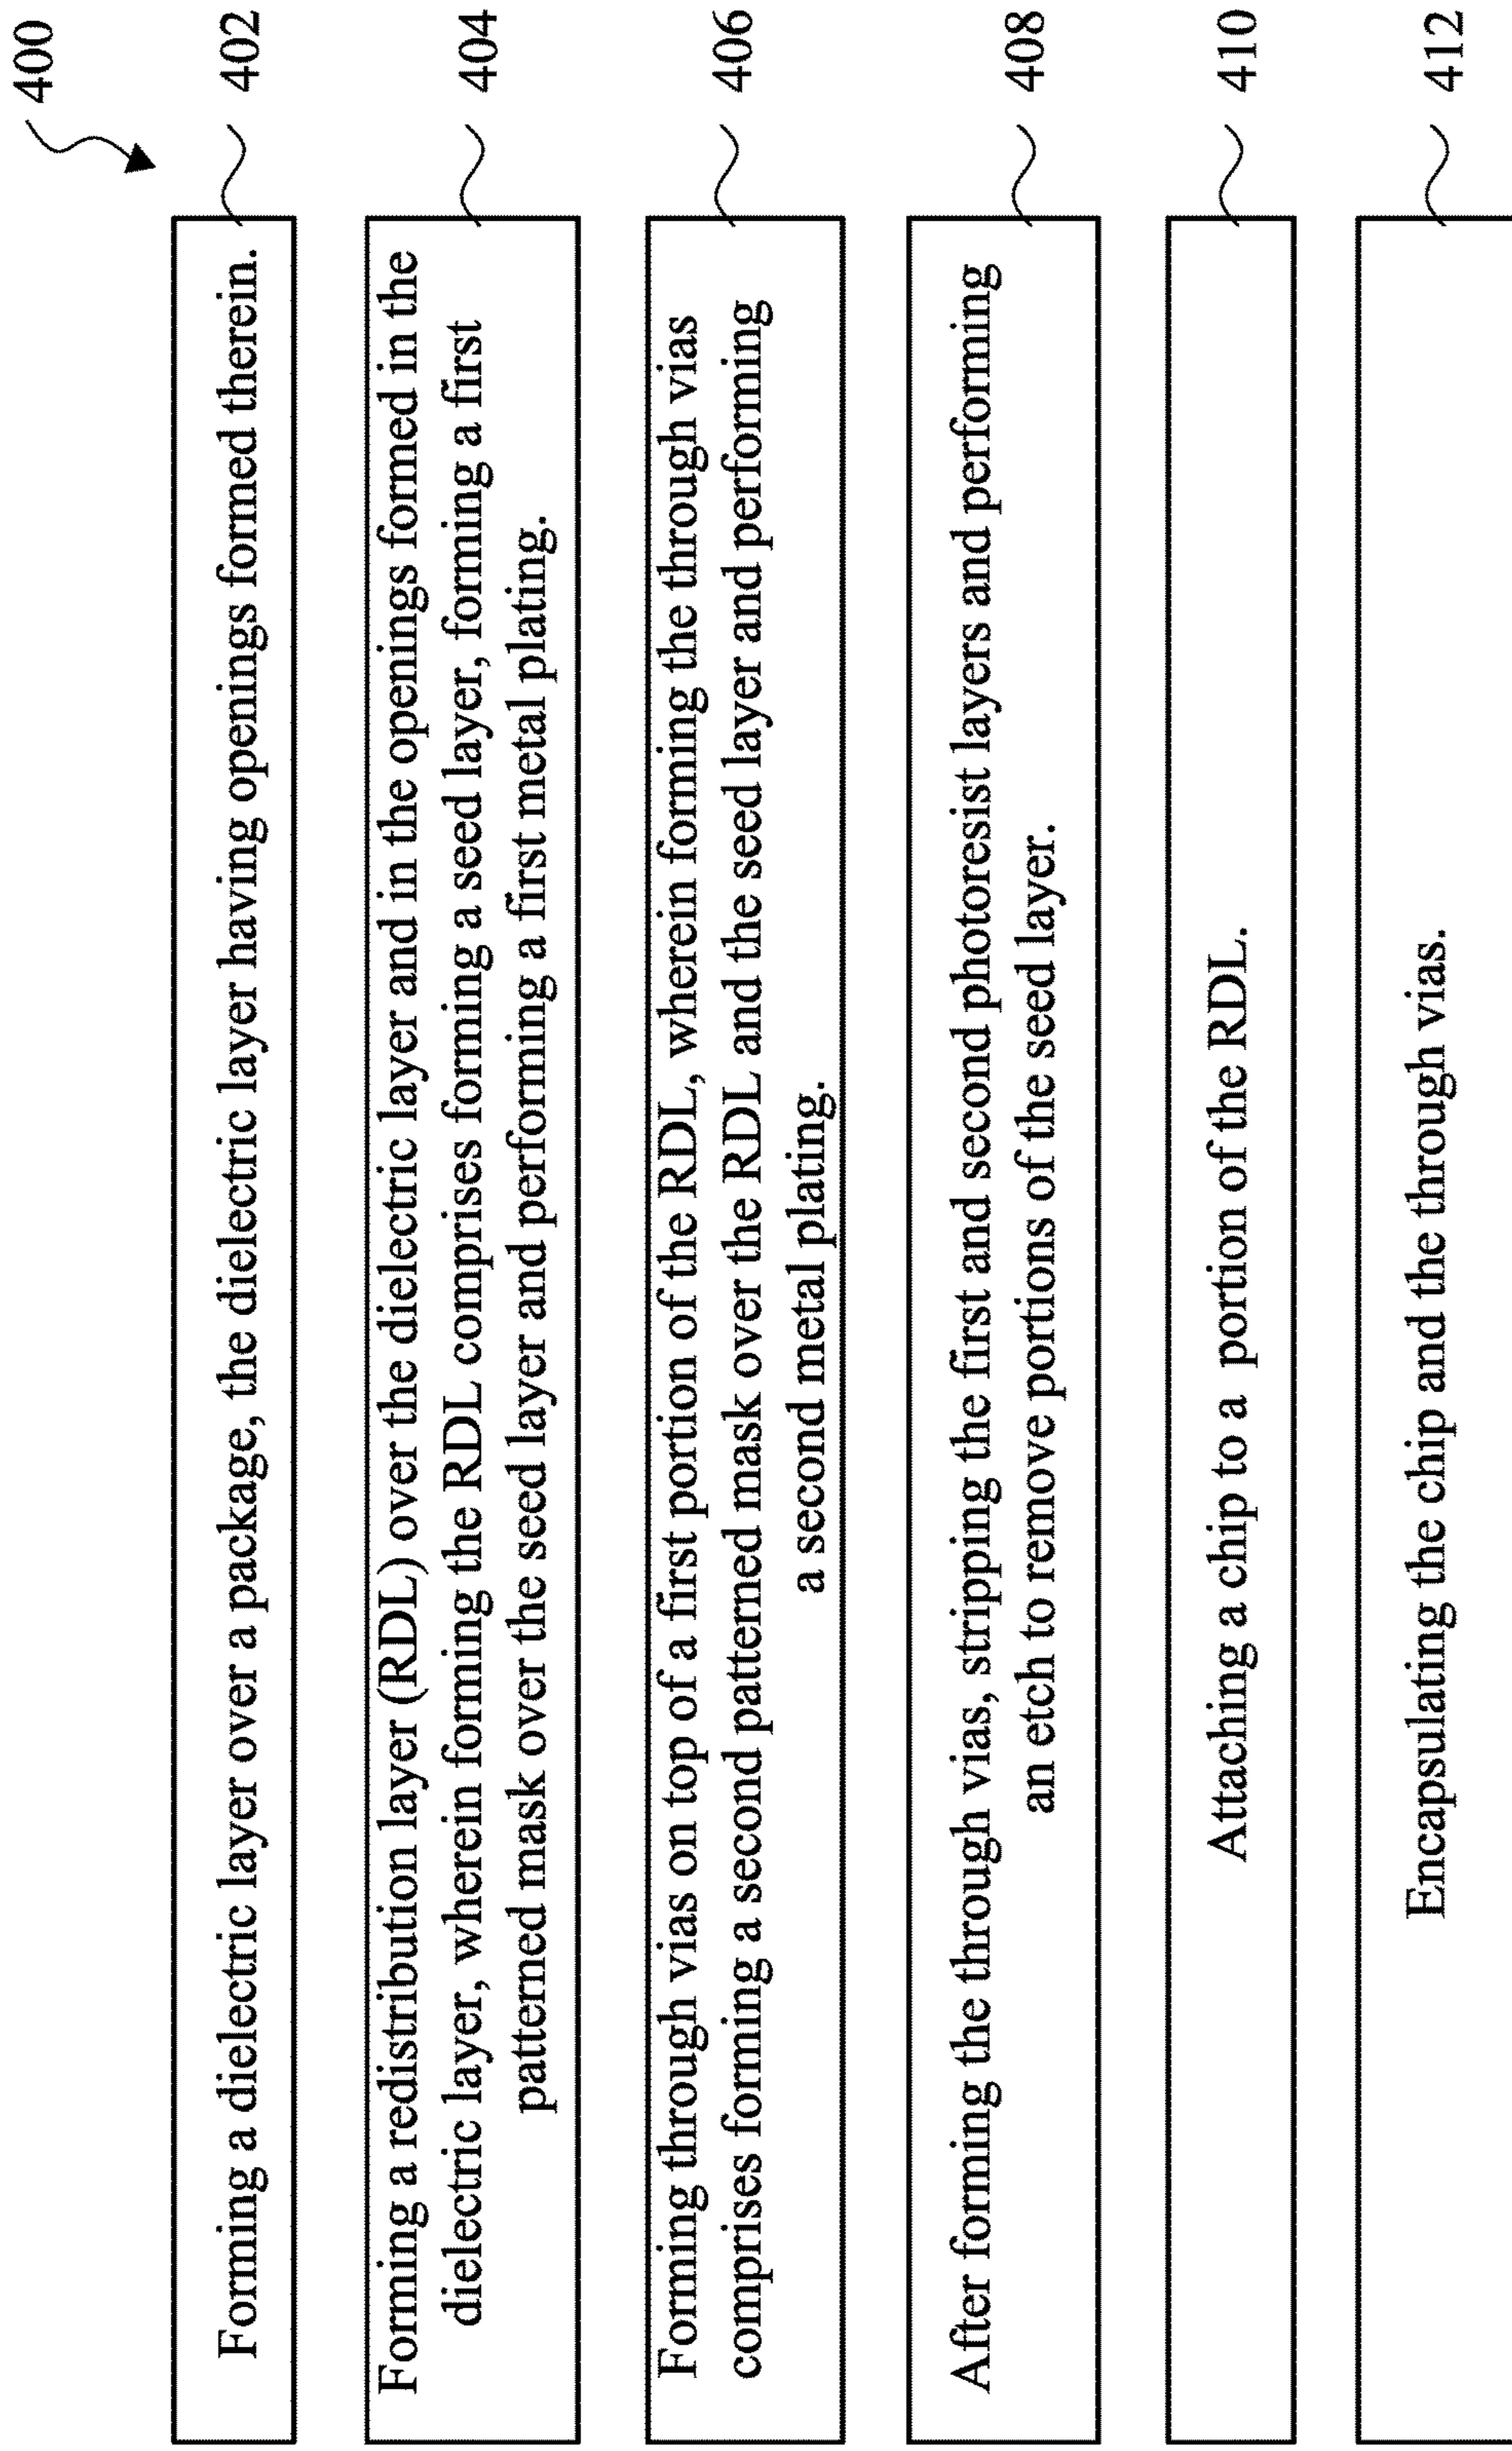 400
Forming a dielectric layer over a package, the dielectric layer having openings formed therein.
402
Forming a redistribution layer (RDL) over the dielectric layer and in the openings formed in the
dielectric layer, wherein forming the RDL comprises forming a seed layer, forming a first
patterned mask over the seed layer and performing a first metal plating.
404
Forming through vias on top of a first portion of the RDL, wherein forming the through vias
comprises forming a second patterned mask over the RDL and the seed layer and performing
a second metal plating.
406
After forming the through vias, stripping the first and second photoresist layers and performing
an etch to remove portions of the seed layer.
408
Attaching a chip to a portion of the RDL.
410
Encapsulating the chip and the through vias.
412